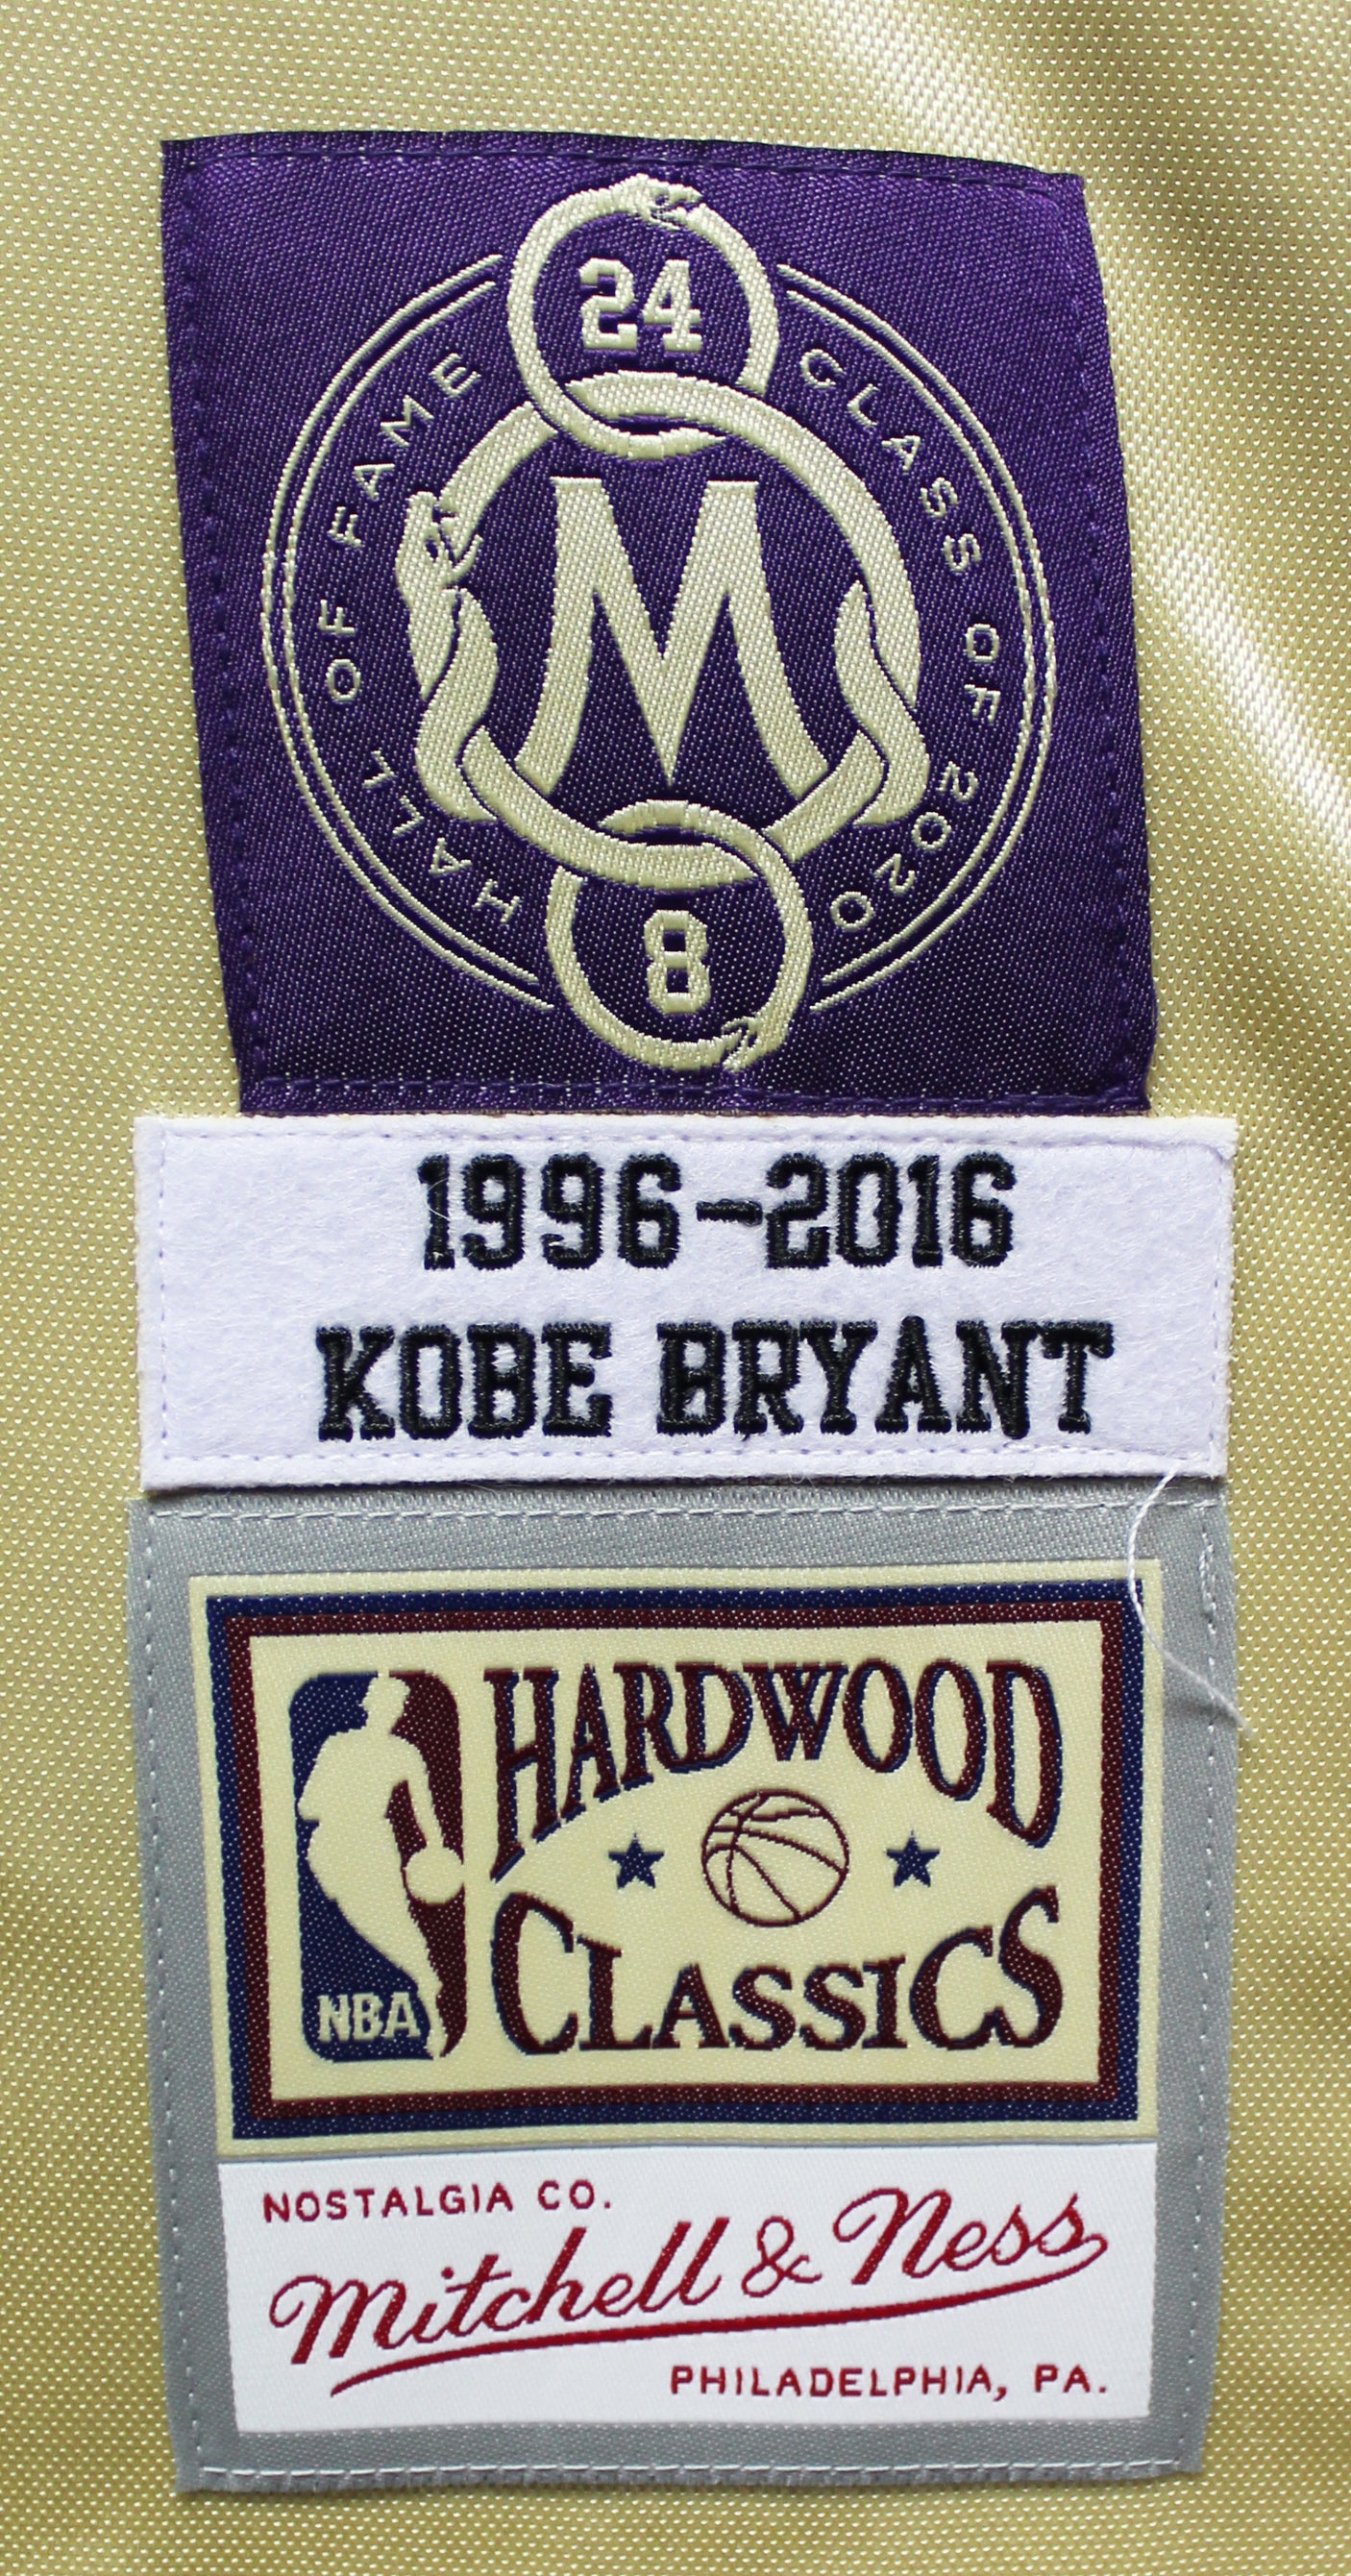 24
HALL OF FAME
CLASS OF 2020
M
8
1996-2016
KOBE BRYANT
HARDWOOD
CLASSICS
NBA
NOSTALGIA CO.
Mitchell & Ness
PHILADELPHIA, PA.